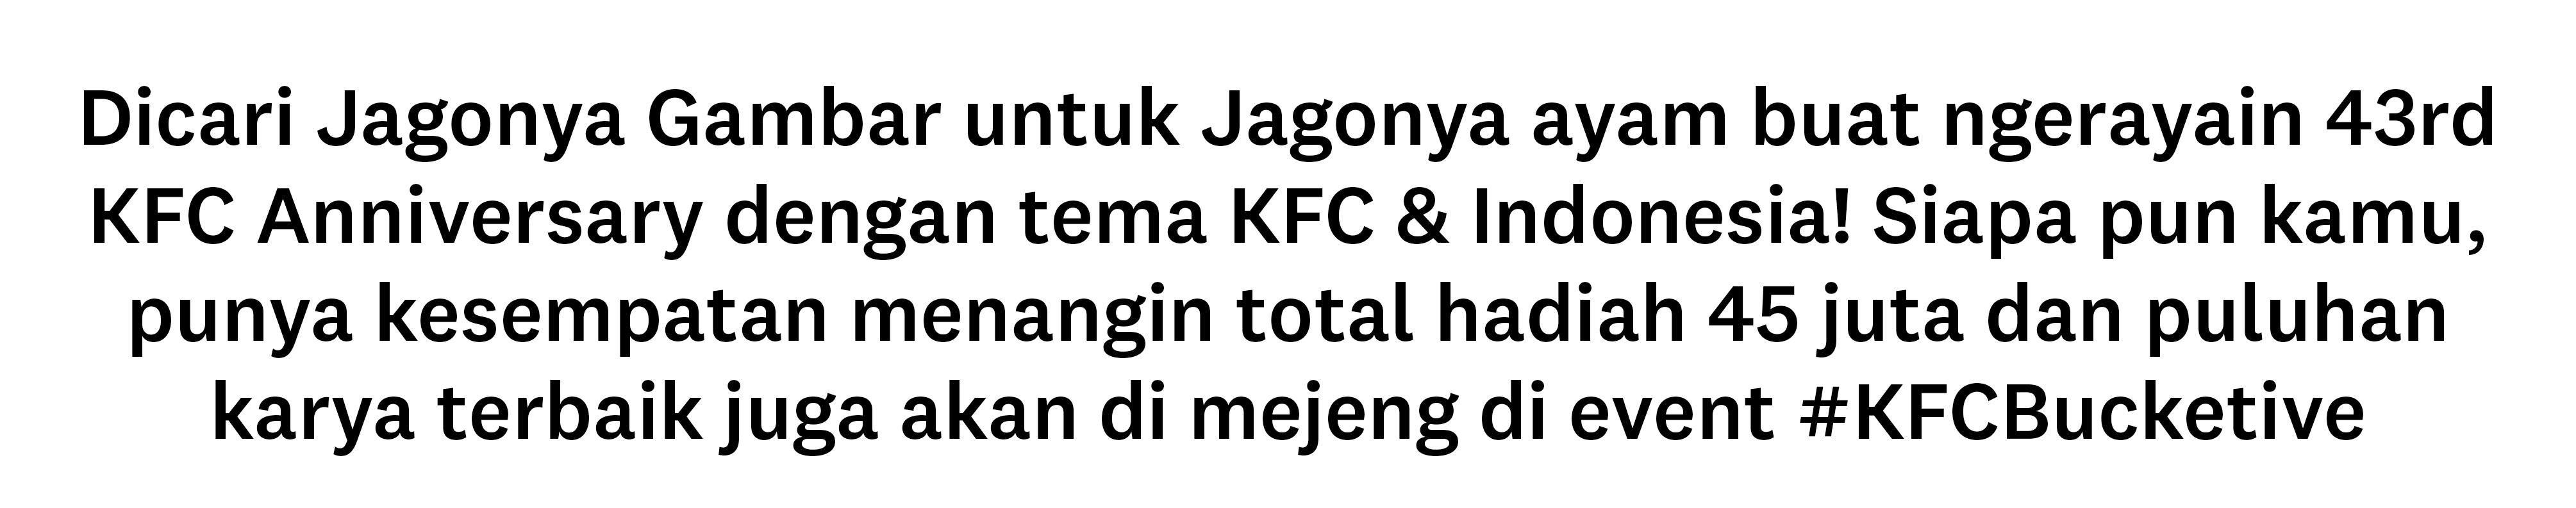 Dicari Jagonya Gambar untuk Jagonya ayam buat ngerayain 43rd
KFC Anniversary dengan tema KFC & Indonesia! Siapa pun kamu,
punya kesempatan menangin total hadiah 45 juta dan puluhan
karya terbaik juga akan di mejeng di event #KFCBucketive